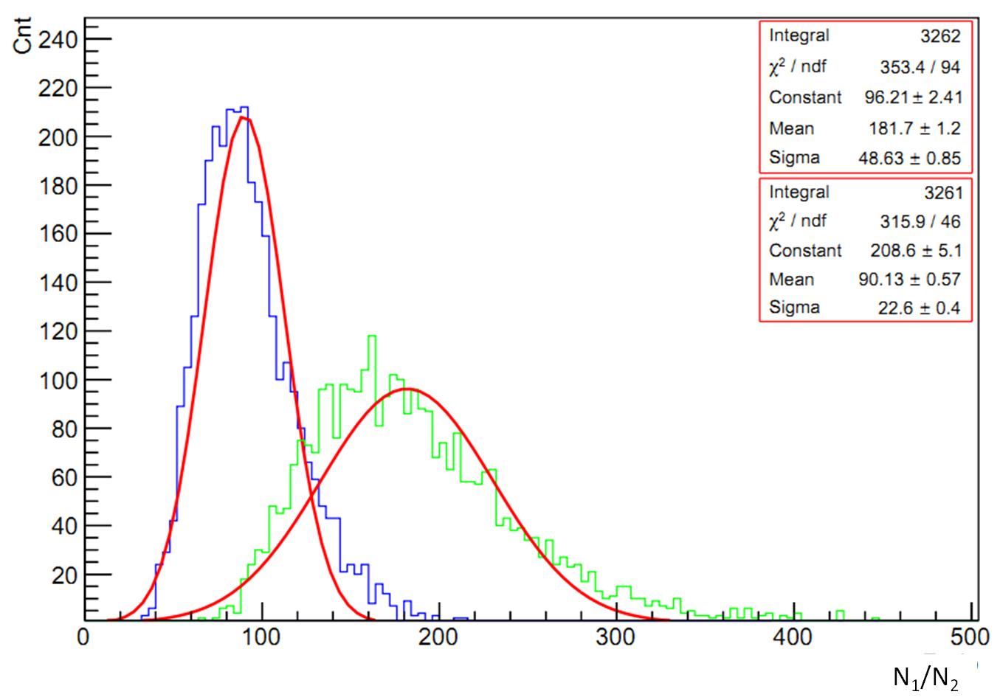 Cnt
240
220
200
180
160
140
120
100
80
60
40
20
0 100 200 300 400 500
N₁/N₂
Integral 3262
χ² / ndf 353.4 / 94
Constant 96.21 ± 2.41
Mean 181.7 ± 1.2
Sigma 48.63 ± 0.85
Integral 3261
χ² / ndf 315.9 / 46
Constant 208.6 ± 5.1
Mean 90.13 ± 0.57
Sigma 22.6 ± 0.4